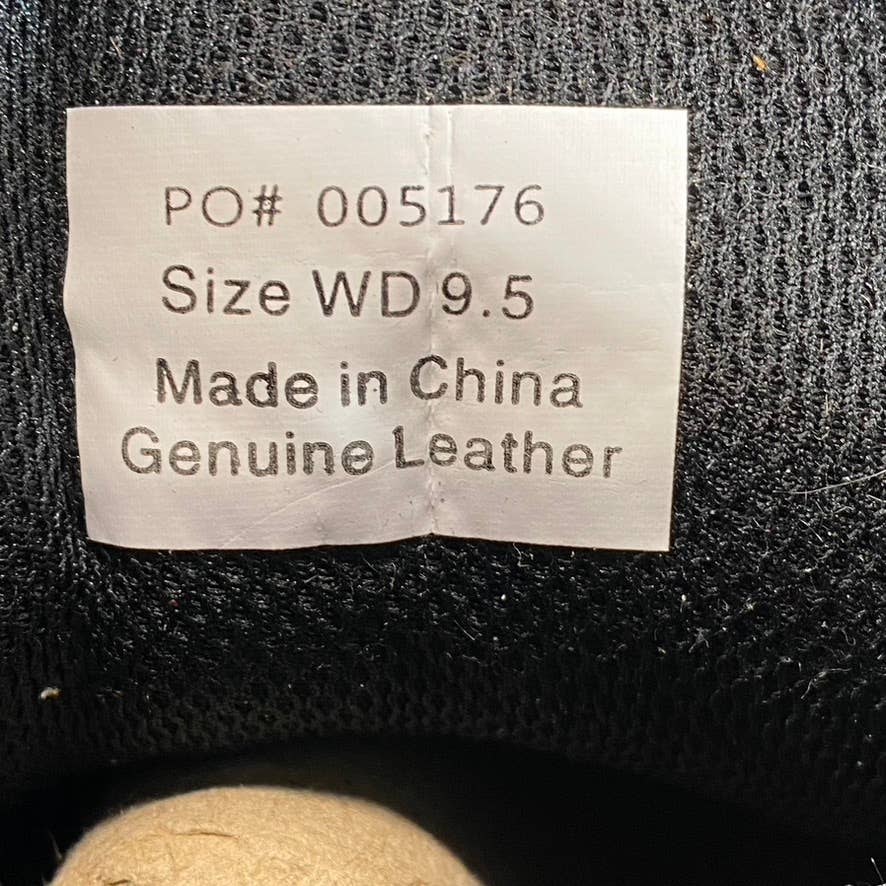 PO# 005176
Size WD 9.5
Made in China
Genuine Leather